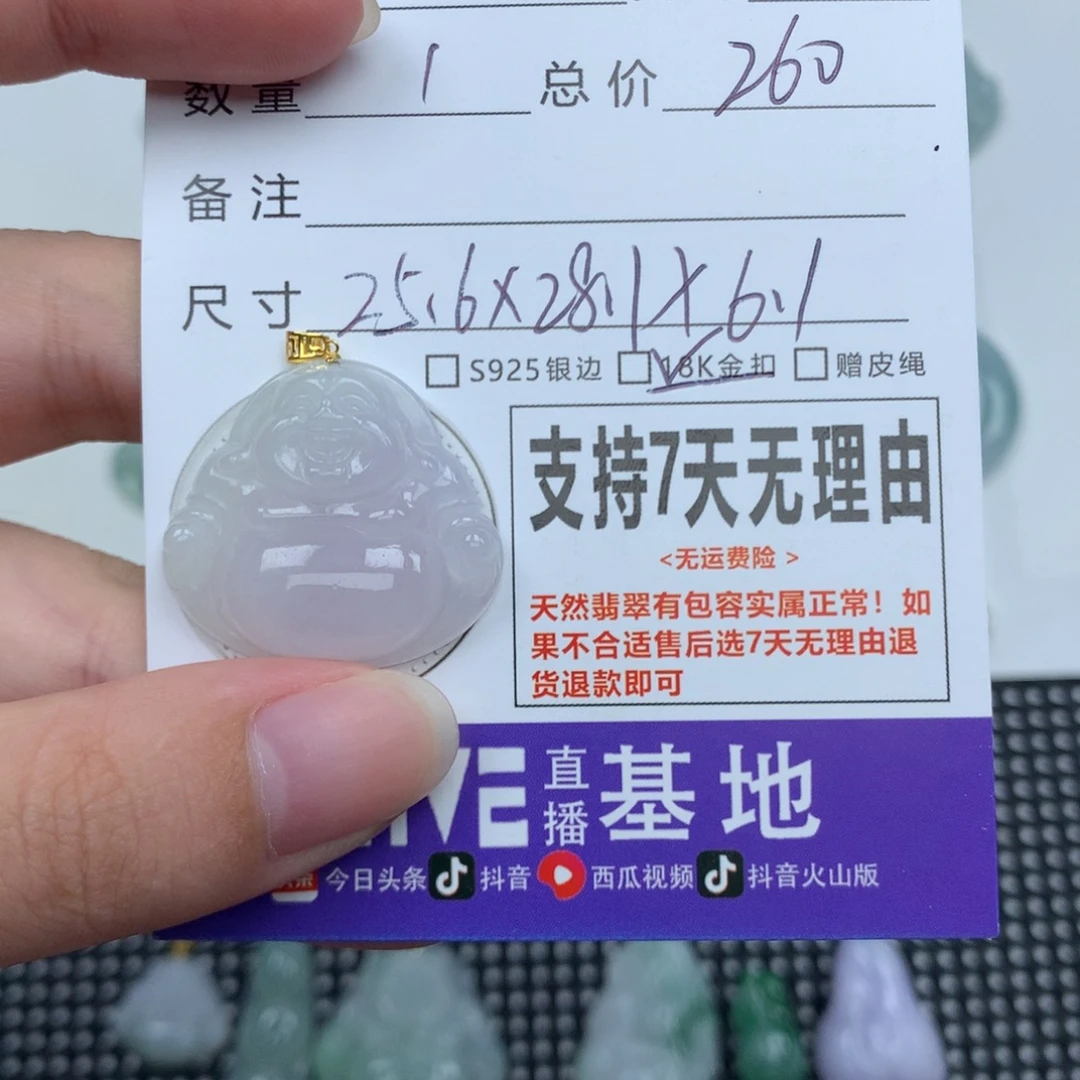 数量 1 总价 260
备注
尺寸 25.6×28.1×6.1
S925银边 18K金扣 赠皮绳
支持7天无理由
<无运费险>
天然翡翠有包容实属正常！如
果不合适售后选7天无理由退
货退款即可
直播基地
今日头条 抖音 西瓜视频 抖音火山版